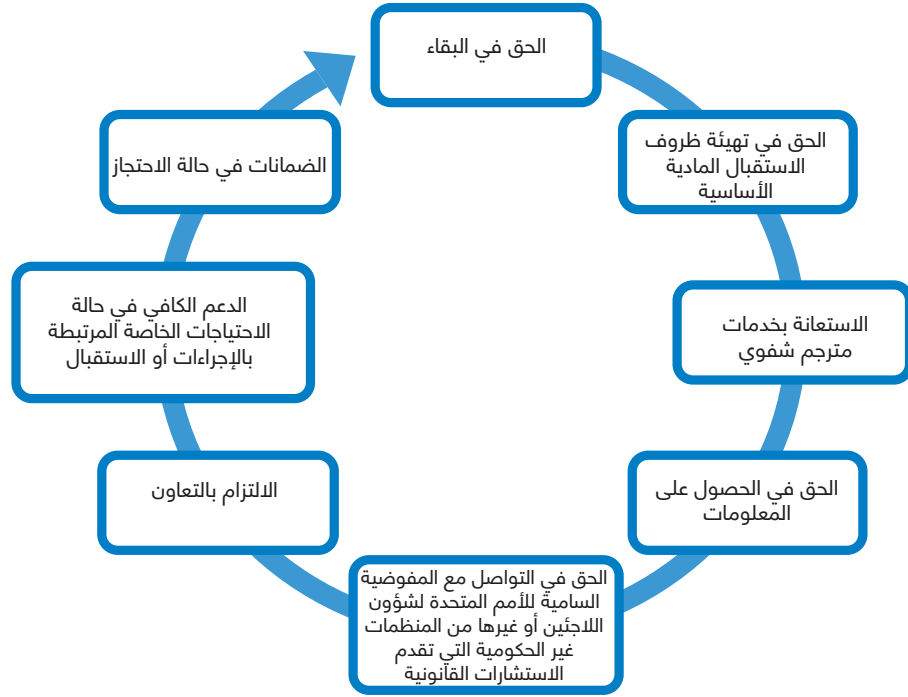 الحق في البقاء
الحق في تهيئة ظروف
الاستقبال المادية
الأساسية
الاستعانة بخدمات
مترجم شفوي
الحق في الحصول على
المعلومات
الحق في التواصل مع المفوضية
السامية للأمم المتحدة لشؤون
اللاجئين أو غيرها من المنظمات
غير الحكومية التي تقدم
الاستشارات القانونية
الالتزام بالتعاون
الدعم الكافي في حالة
الاحتياجات الخاصة المرتبطة
بالإجراءات أو الاستقبال
الضمانات في حالة الاحتجاز